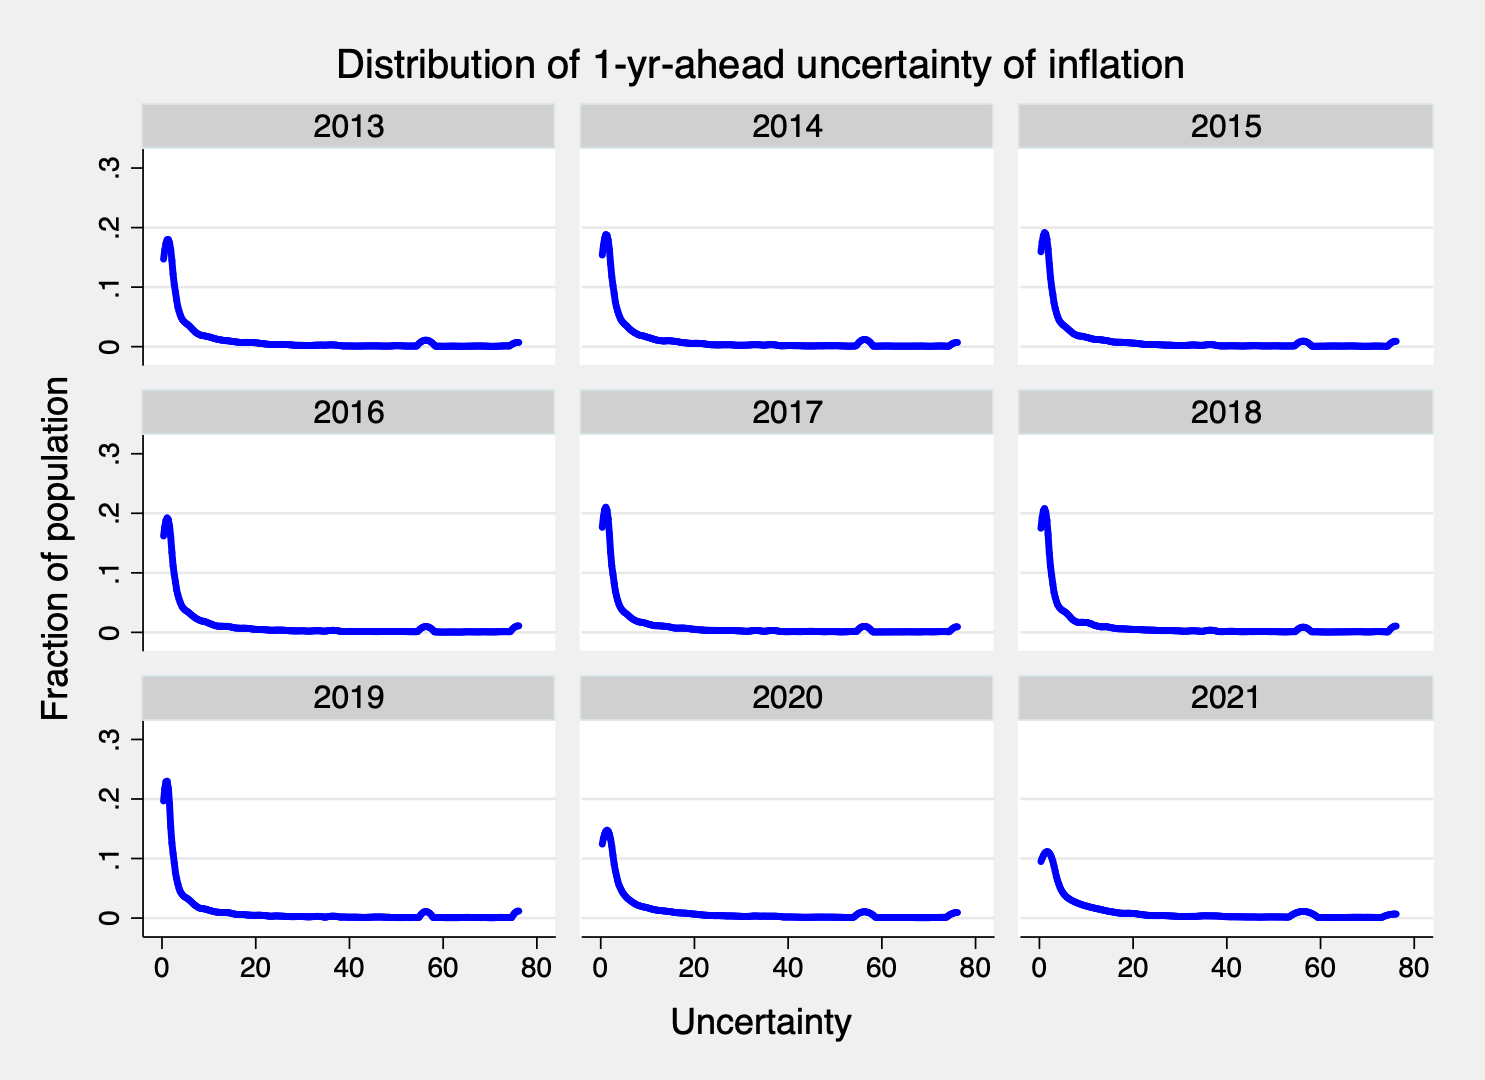 Distribution of 1-yr-ahead uncertainty of inflation
2013 2014 2015
.3
.2
.1
0
2016 2017 2018
.3
.2
.1
0
Fraction of population
2019 2020 2021
.3
.2
.1
0
0 20 40 60 80 0 20 40 60 80 0 20 40 60 80
Uncertainty